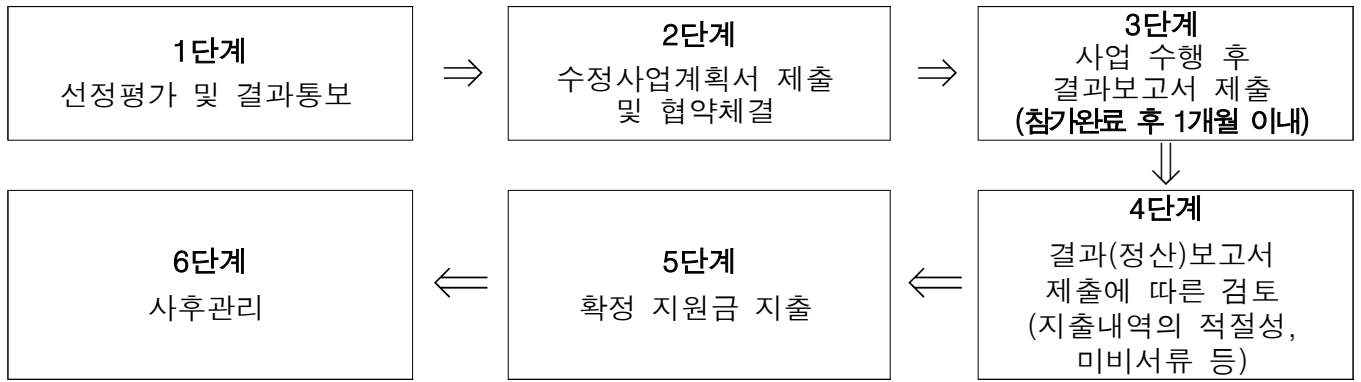 1단계
선정평가 및 결과통보
⇒
2단계
수정사업계획서 제출
및 협약체결
⇒
3단계
사업 수행 후
결과보고서 제출
(참가완료 후 1개월 이내)
⇓
4단계
결과(정산)보고서
제출에 따른 검토
(지출내역의 적절성,
미비서류 등)
⇐
5단계
확정 지원금 지출
⇐
6단계
사후관리